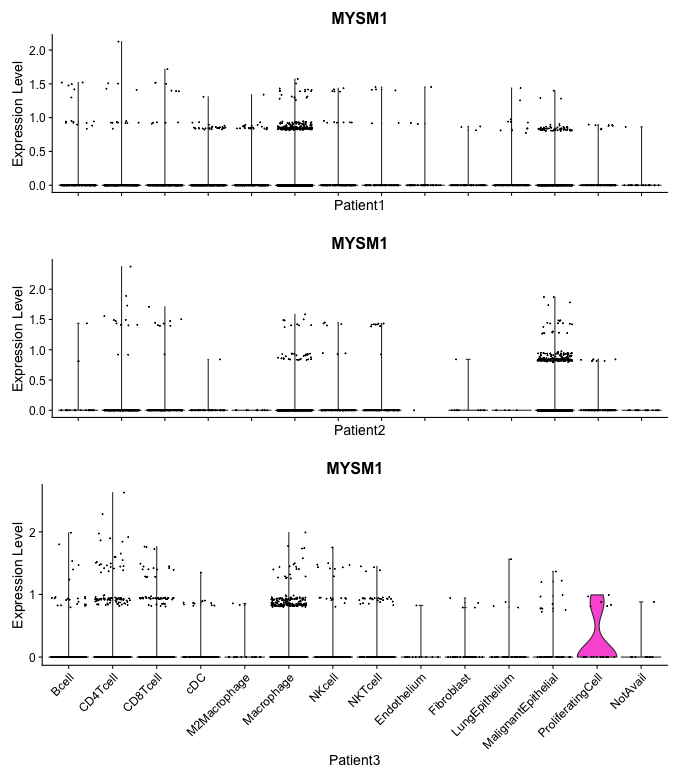 MYSM1
Expression Level
2.0
1.5
1.0
0.5
0.0
Patient1
MYSM1
Expression Level
2.0
1.5
1.0
0.5
0.0
Patient2
MYSM1
Expression Level
2
1
0
Bcell
CD4Tcell
CD8Tcell
cDC
M2Macrophage
Macrophage
NKcell
NKTcell
Endothelium
Fibroblast
LungEpithelium
MalignantEpithelial
ProliferatingCell
NotAvail
Patient3